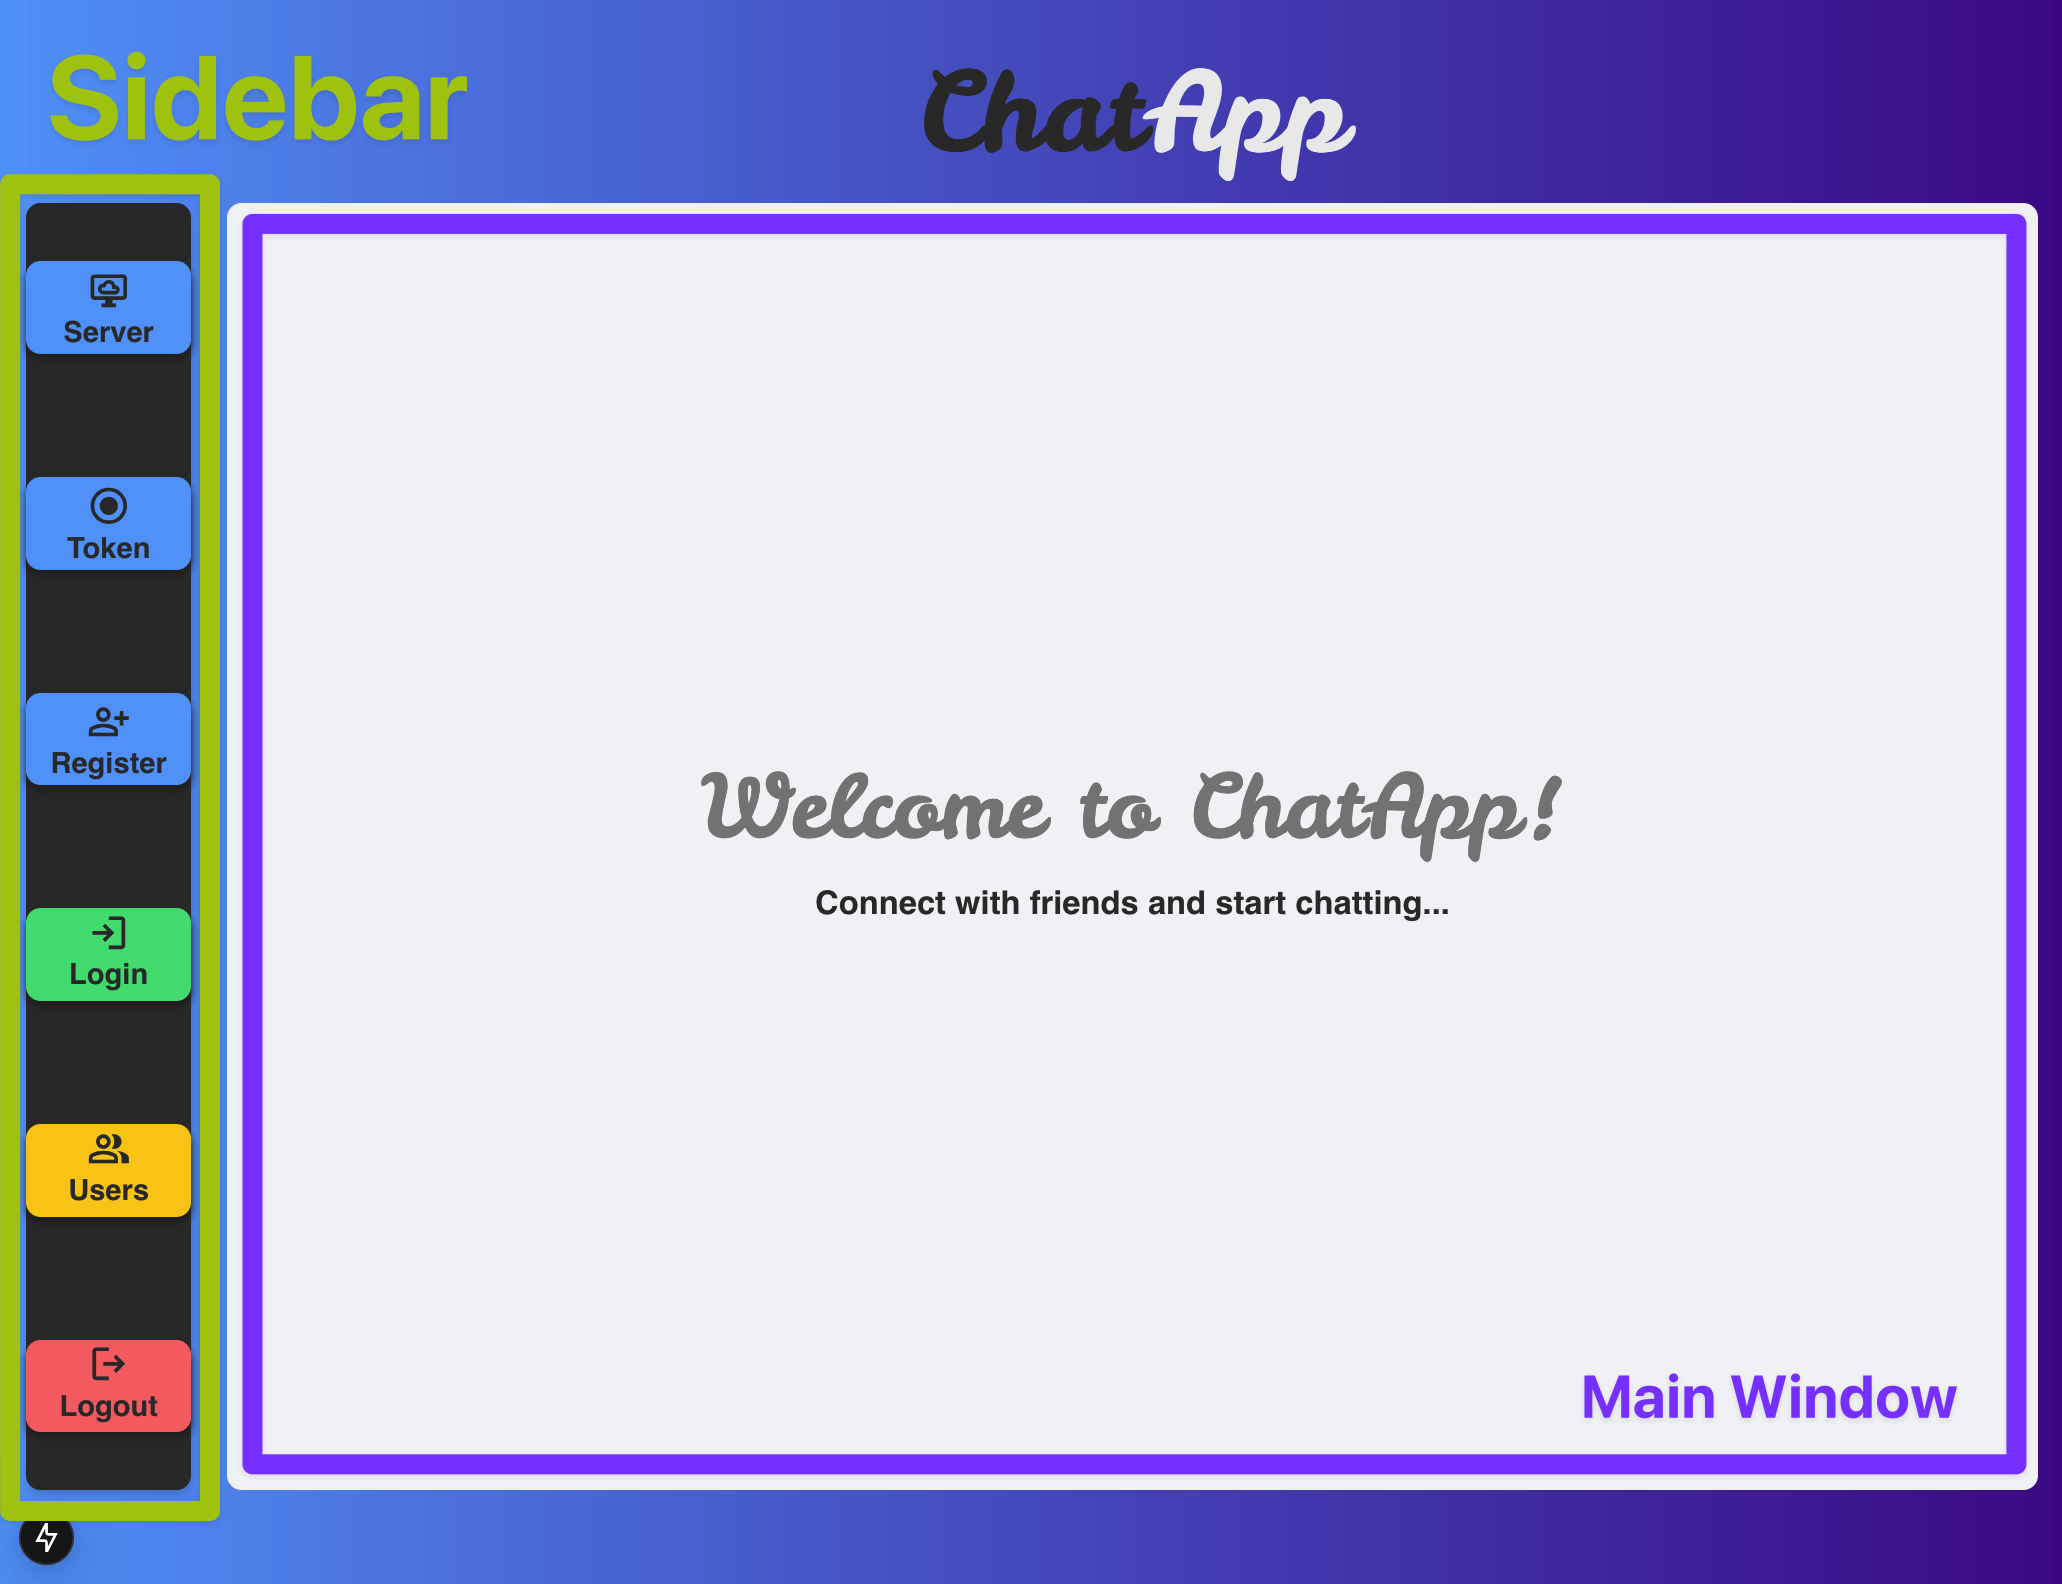 Sidebar
ChatApp
Server
Token
Register
Login
Users
Logout
Welcome to ChatApp!
Connect with friends and start chatting...
Main Window